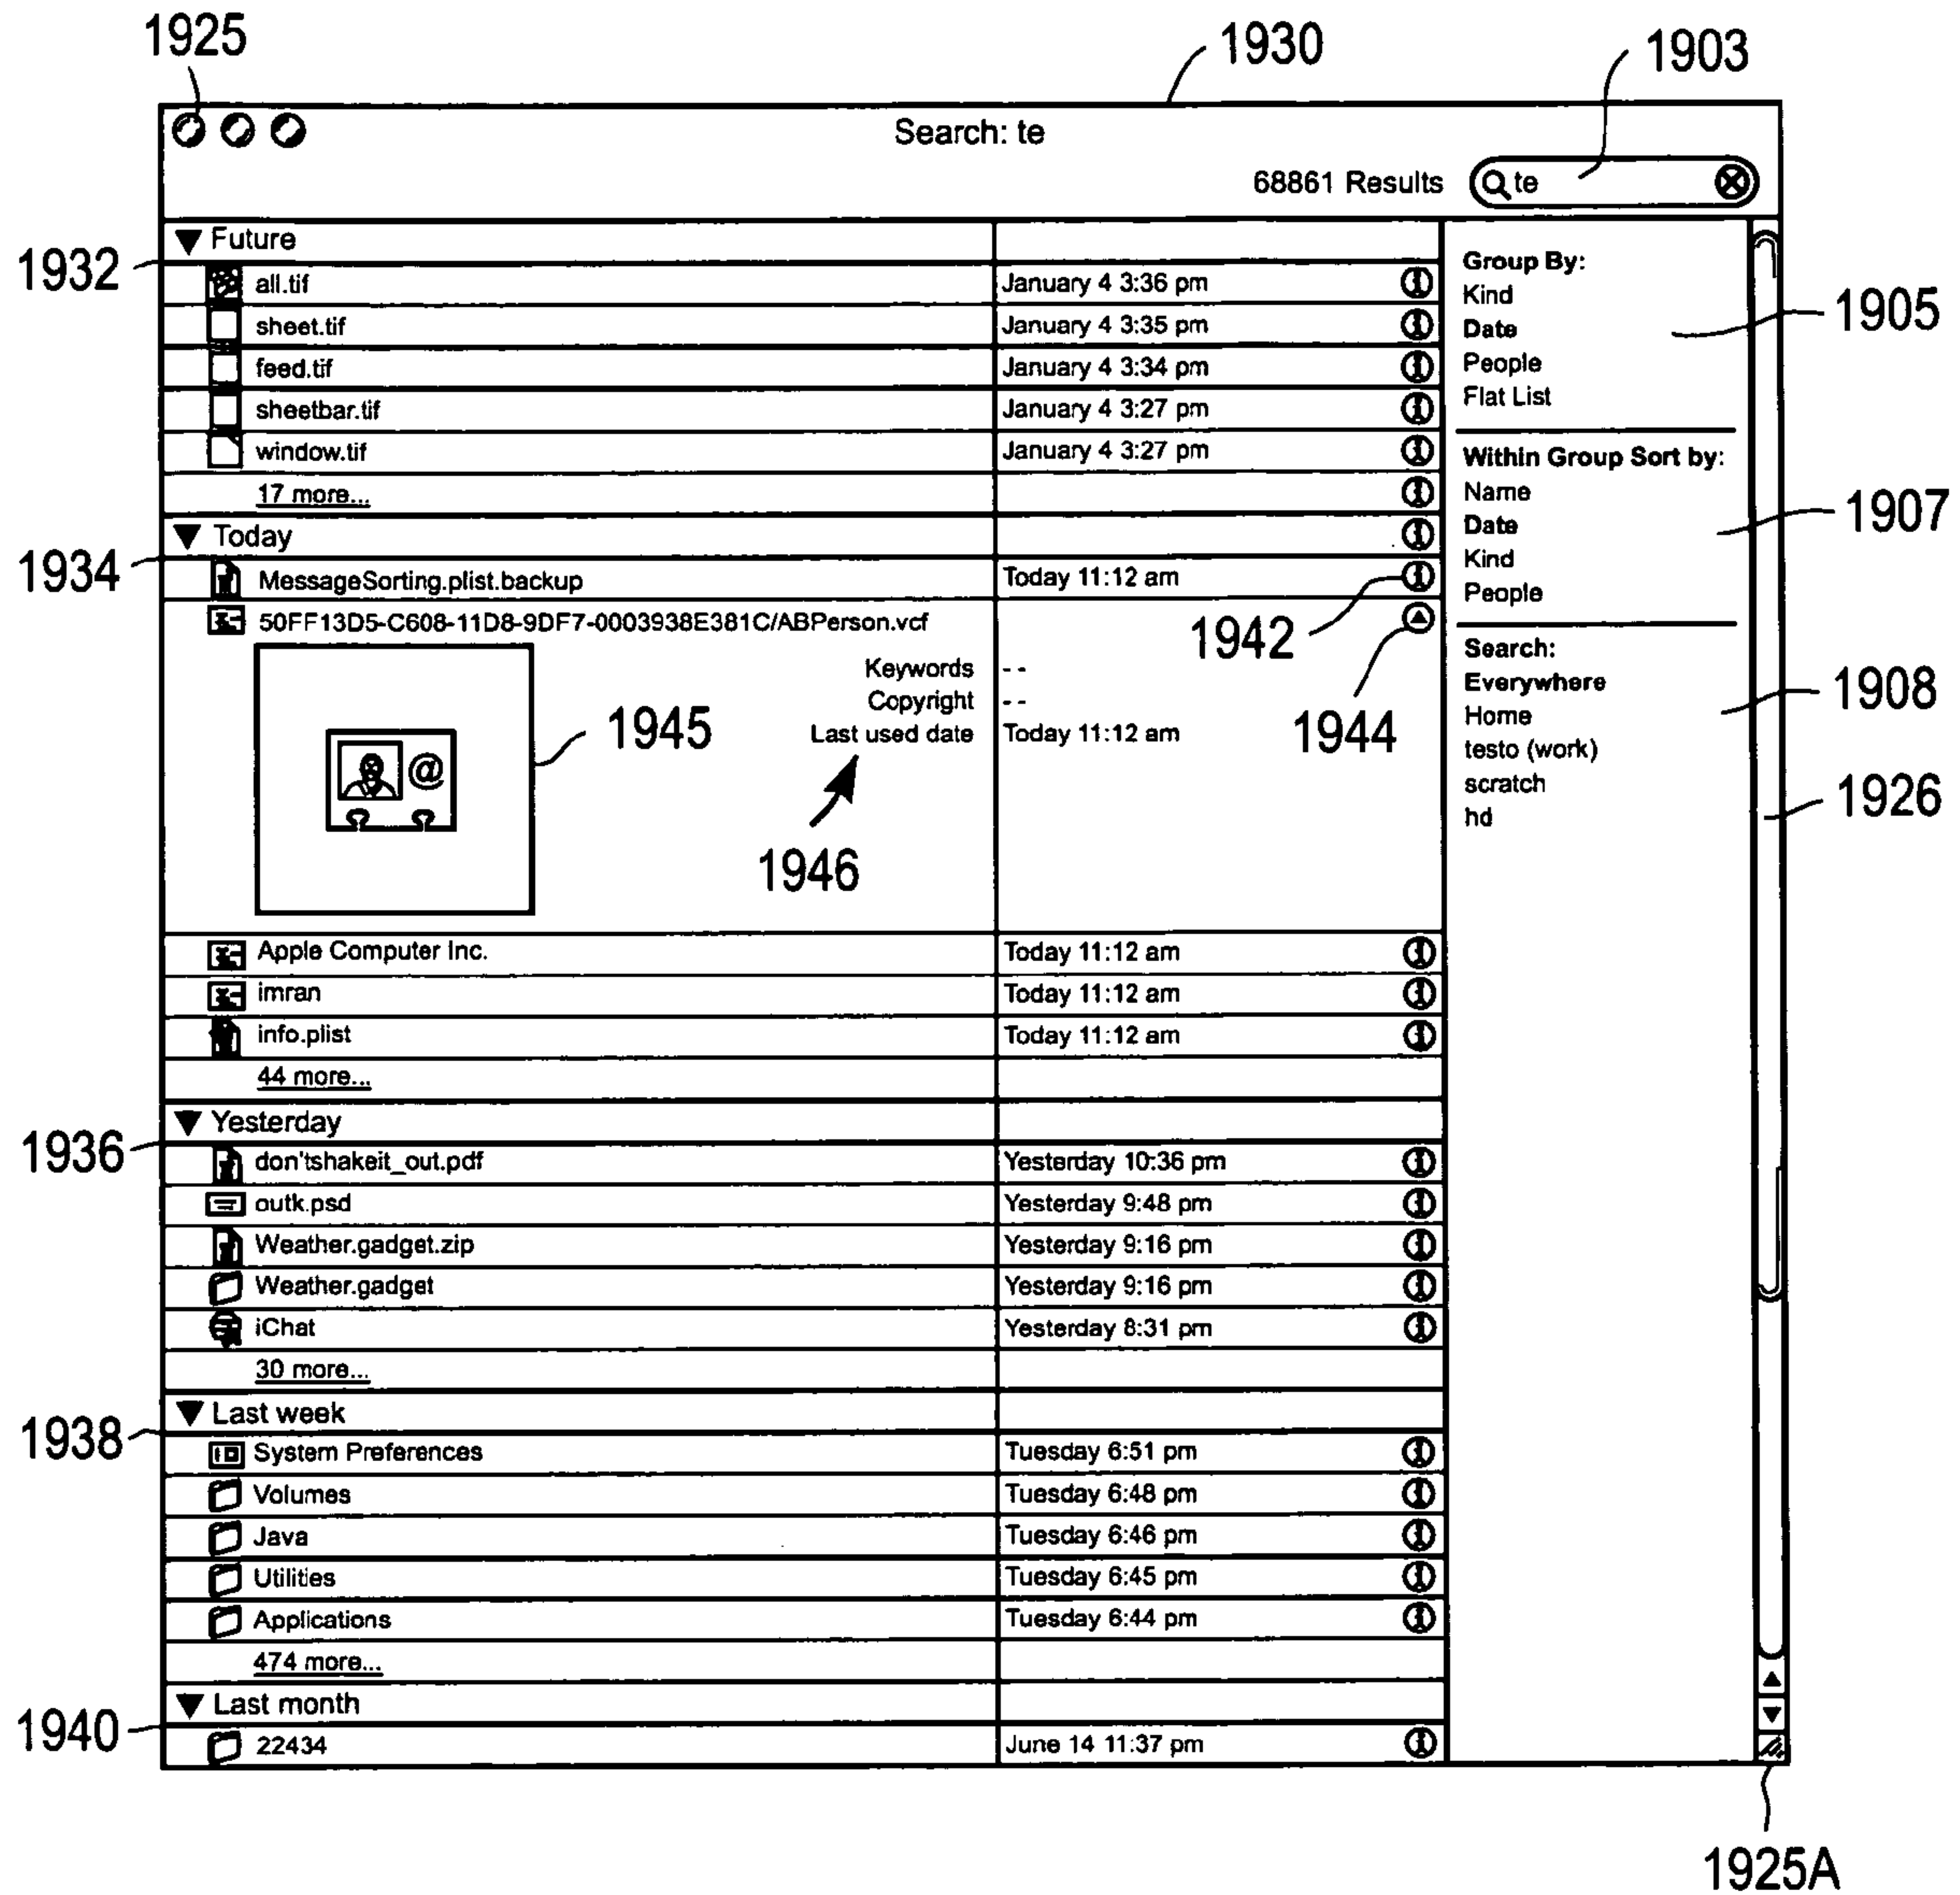 1925
1930
1903
Search: te
68861 Results
te
Future
1932
all.tif January 4 3:36 pm
sheet.tif January 4 3:35 pm
feed.tif January 4 3:34 pm
sheetbar.tif January 4 3:27 pm
window.tif January 4 3:27 pm
17 more...
Today
1934
MessageSorting.plist.backup Today 11:12 am
1942
50FF13D5-C608-11D8-9DF7-0003938E381C/ABPerson.vcf
1944
Keywords - -
Copyright - -
Last used date Today 11:12 am
@
1945
1946
Apple Computer Inc. Today 11:12 am
imran Today 11:12 am
info.plist Today 11:12 am
44 more...
Yesterday
1936
don'tshakeit_out.pdf Yesterday 10:36 pm
outk.psd Yesterday 9:48 pm
Weather.gadget.zip Yesterday 9:16 pm
Weather.gadget Yesterday 9:16 pm
iChat Yesterday 8:31 pm
30 more...
Last week
1938
System Preferences Tuesday 6:51 pm
Volumes Tuesday 6:48 pm
Java Tuesday 6:46 pm
Utilities Tuesday 6:45 pm
Applications Tuesday 6:44 pm
474 more...
Last month
1940
22434 June 14 11:37 pm
Group By:
Kind
Date
People
Flat List
1905
Within Group Sort by:
Name
Date
Kind
People
1907
Search:
Everywhere
Home
testo (work)
scratch
hd
1908
1926
1925A